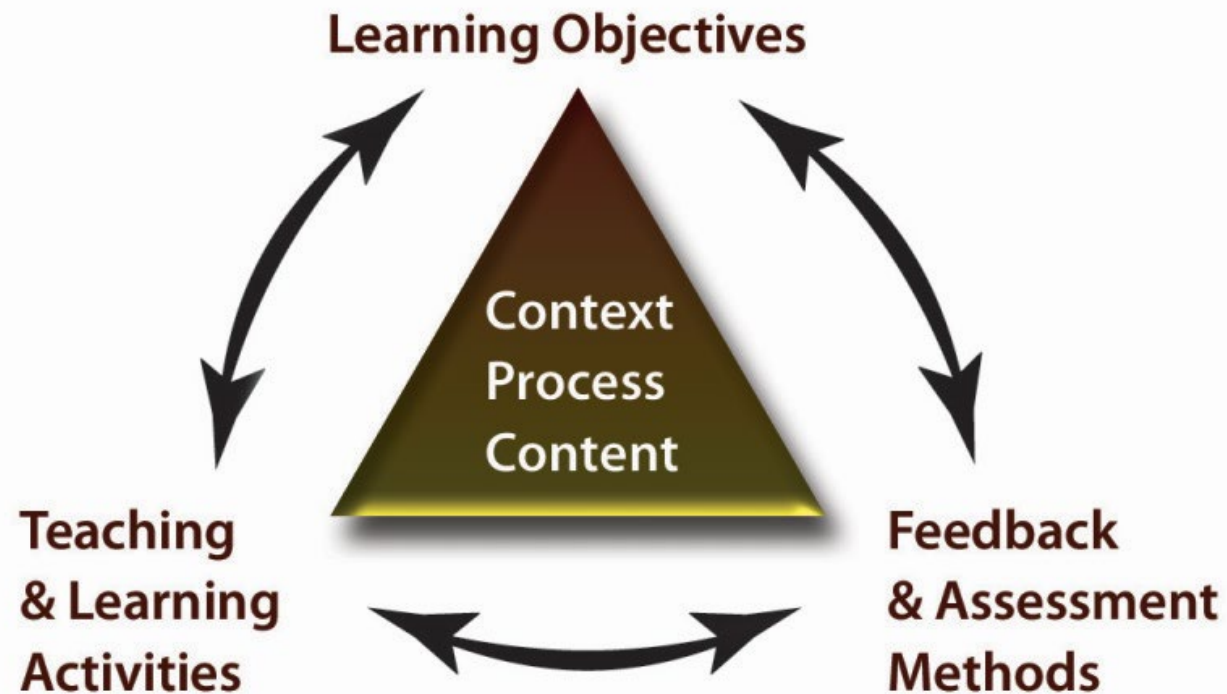 Learning Objectives
Context
Process
Content
Teaching
& Learning
Activities
Feedback
& Assessment
Methods